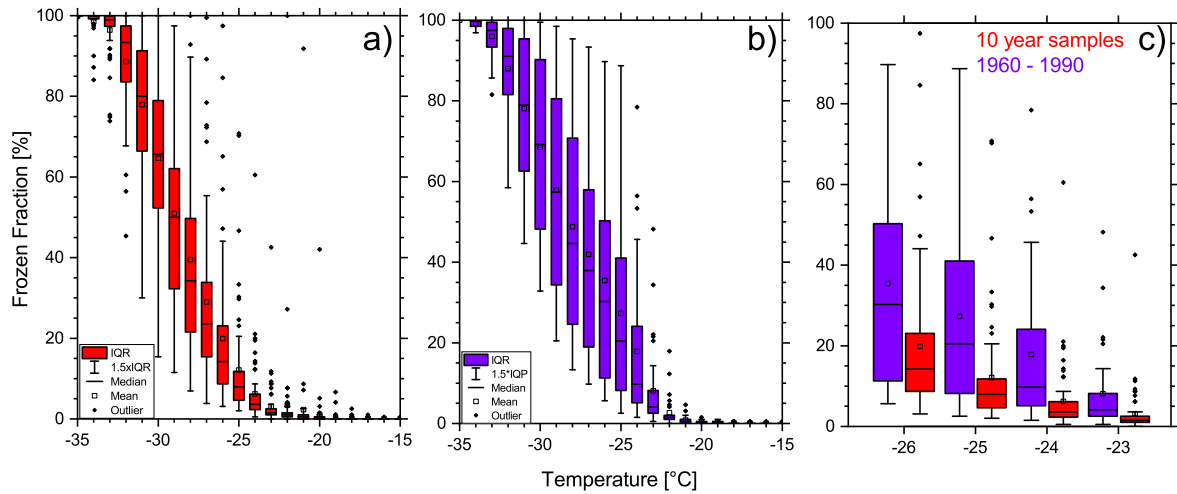 a)
b)
c)
10 year samples
1960 - 1990
Frozen Fraction [%]
100
80
60
40
20
0
IQR
1.5xIQR
Median
Mean
Outlier
-35
-30
-25
-20
-15
100
80
60
40
20
0
IQR
1.5*IQP
Median
Mean
Outlier
-35
-30
-25
-20
-15
100
80
60
40
20
0
-26
-25
-24
-23
Temperature [°C]